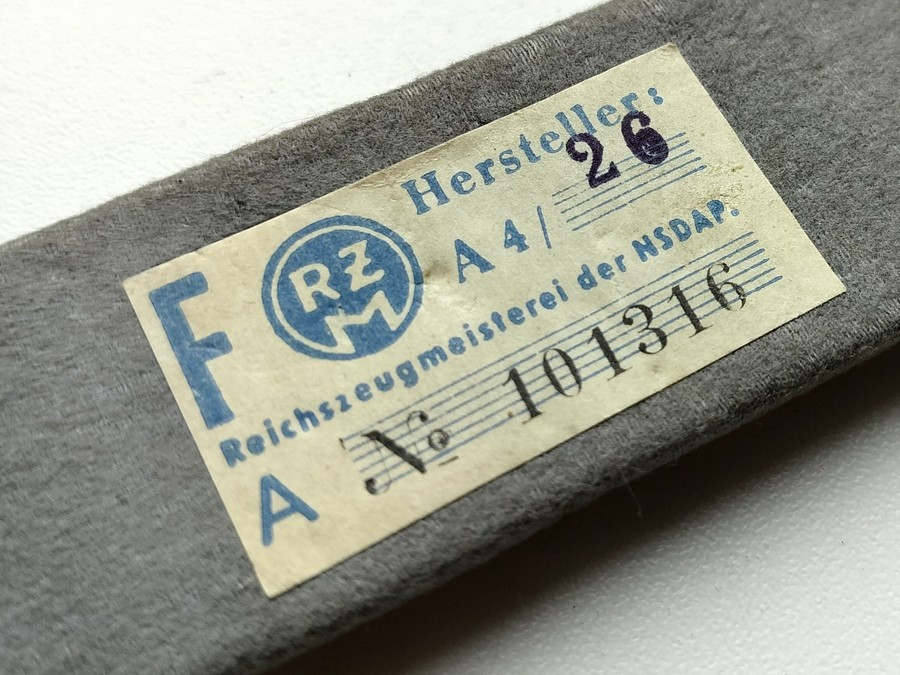 Hersteller:
F RZM A 4/ 26
Reichszeugmeisterei der NSDAP.
A № 101316